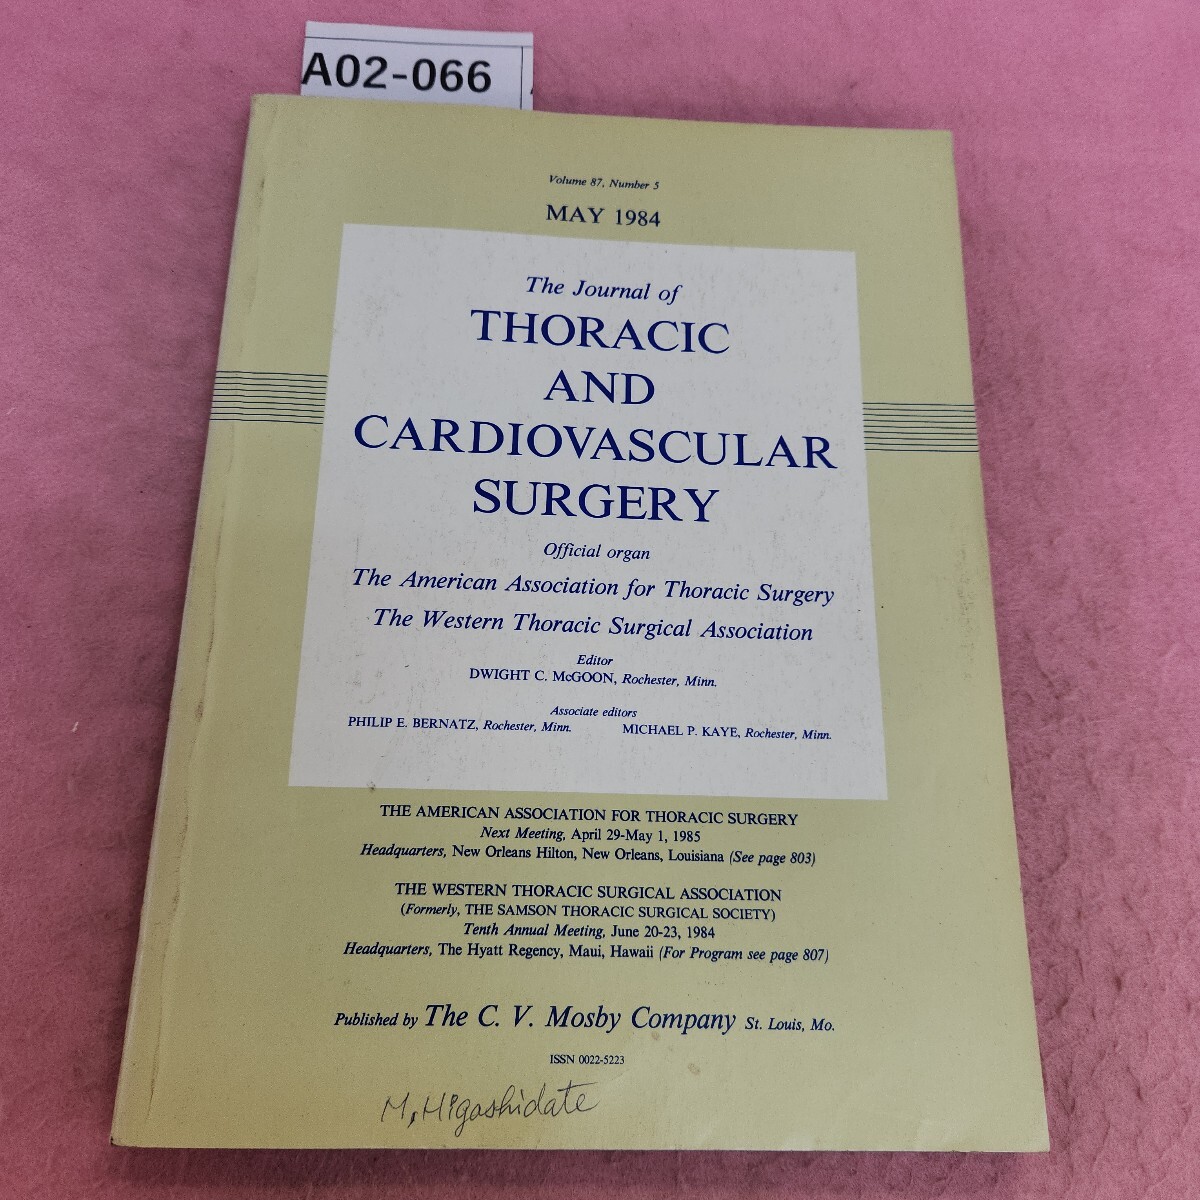 A02-066
Volume 87, Number 5
MAY 1984
The Journal of
THORACIC
AND
CARDIOVASCULAR
SURGERY
Official organ
The American Association for Thoracic Surgery
The Western Thoracic Surgical Association
Editor
DWIGHT C. McGOON, Rochester, Minn.
Associate editors
PHILIP E. BERNATZ, Rochester, Minn. MICHAEL P. KAYE, Rochester, Minn.
THE AMERICAN ASSOCIATION FOR THORACIC SURGERY
Next Meeting, April 29-May 1, 1985
Headquarters, New Orleans Hilton, New Orleans, Louisiana (See page 803)
THE WESTERN THORACIC SURGICAL ASSOCIATION
(Formerly, THE SAMSON THORACIC SURGICAL SOCIETY)
Tenth Annual Meeting, June 20-23, 1984
Headquarters, The Hyatt Regency, Maui, Hawaii (For Program see page 807)
Published by The C. V. Mosby Company St. Louis, Mo.
ISSN 0022-5223
M, Higashidate